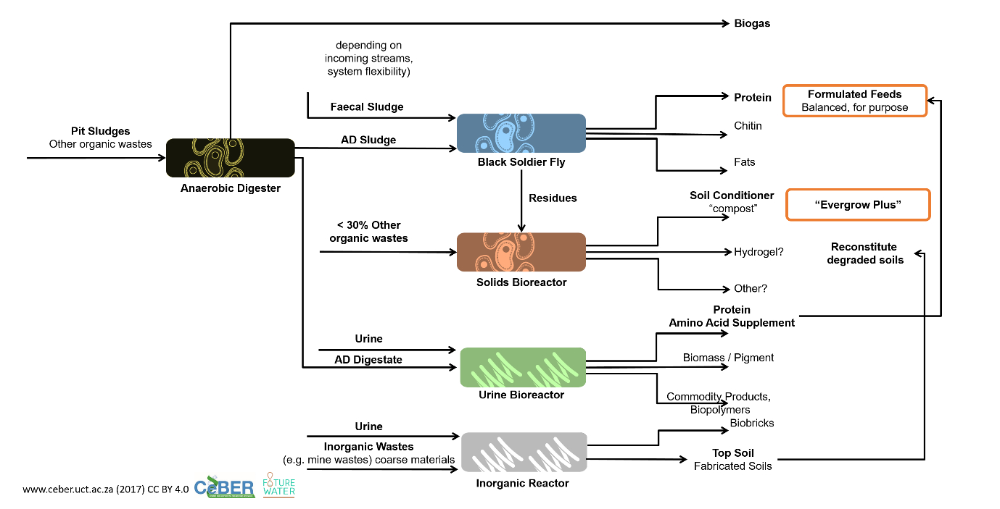 Biogas
depending on
incoming streams,
system flexibility)
Faecal Sludge
Protein
Formulated Feeds
Balanced, for purpose
Chitin
Pit Sludges
Other organic wastes
AD Sludge
Black Soldier Fly
Fats
Anaerobic Digester
Residues
Soil Conditioner
“compost”
“Evergrow Plus”
< 30% Other
organic wastes
Hydrogel?
Reconstitute
degraded soils
Solids Bioreactor
Other?
Protein
Amino Acid Supplement
Urine
AD Digestate
Biomass / Pigment
Urine Bioreactor
Commodity Products,
Biopolymers
Biobricks
Urine
Inorganic Wastes
(e.g. mine wastes) coarse materials
Top Soil
Fabricated Soils
Inorganic Reactor
www.ceber.uct.ac.za (2017) CC BY 4.0
CeBER
FUTURE
WATER